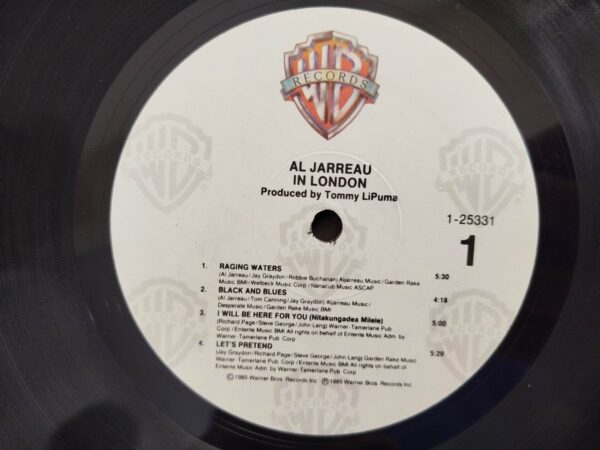 RECORDS
AL JARREAU
IN LONDON
Produced by Tommy LiPuma
1-25331
1
1. RAGING WATERS 5:30
(Al Jarreau/Jay Graydon/Robbie Buchanan) Aljarreau Music/Garden Rake
Music BMI/Welbeck Music Corp/Nanacub Music ASCAP
2. BLACK AND BLUES 4:18
(Al Jarreau/Tom Canning/Jay Graydon) Aljarreau Music/
Desperate Music/Garden Rake Music BMI
3. I WILL BE HERE FOR YOU (Nitakungadea Milele) 5:00
(Richard Page/Steve George/John Lang) Warner-Tamerlane Pub
Corp/Entente Music BMI All rights on behalf of Entente Music Adm by
Warner-Tamerlane Pub Corp
4. LET'S PRETEND 5:29
(Jay Graydon/Richard Page/Steve George/John Lang) Garden Rake Music/
Warner-Tamerlane Pub Corp/Entente Music BMI/All rights on behalf of
Entente Music Adm by Warner-Tamerlane Pub Corp
©1985 Warner Bros. Records Inc. ℗1985 Warner Bros. Records Inc.